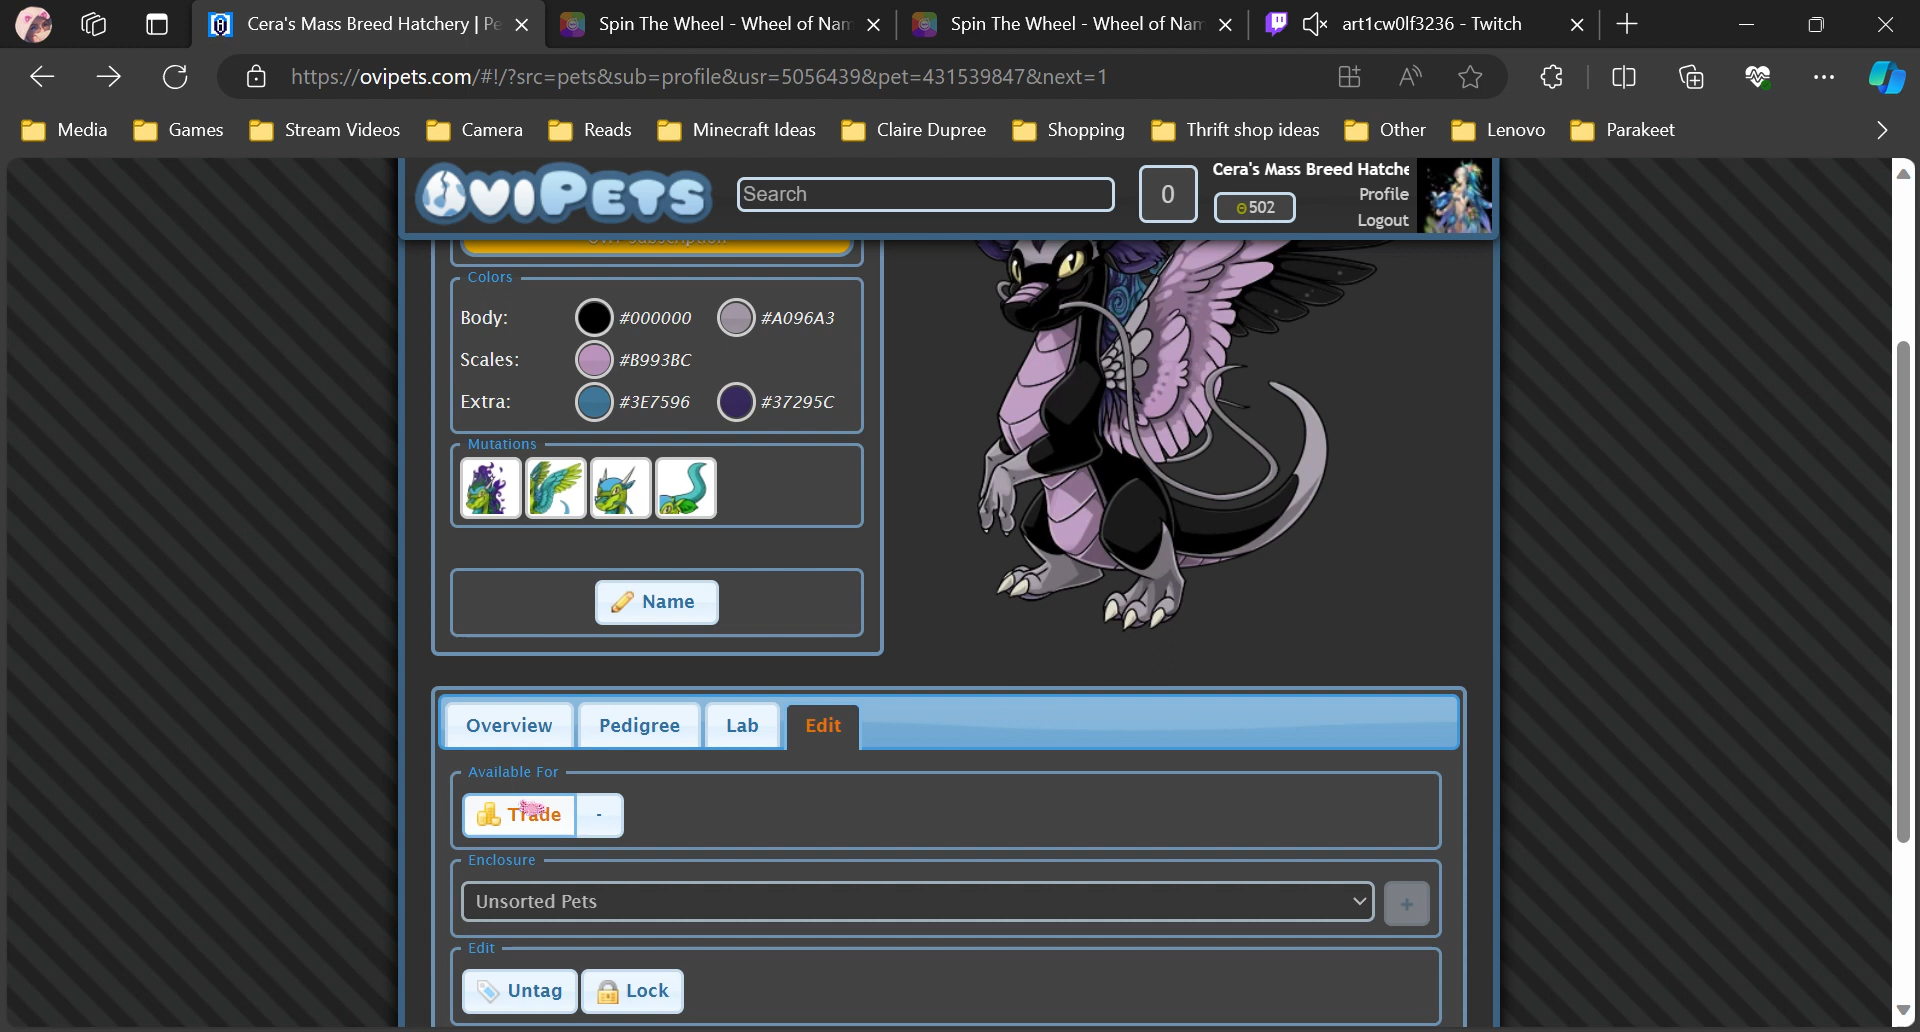 Cera's Mass Breed Hatchery | Pe
Spin The Wheel - Wheel of Nam
Spin The Wheel - Wheel of Nam
art1cw0lf3236 - Twitch
https://ovipets.com/#!/?src=pets&sub=profile&usr=5056439&pet=431539847&next=1
Media
Games
Stream Videos
Camera
Reads
Minecraft Ideas
Claire Dupree
Shopping
Thrift shop ideas
Other
Lenovo
Parakeet
OviPets
Search
0
Cera's Mass Breed Hatche
502
Profile
Logout
Colors
Body: #000000 #A096A3
Scales: #B993BC
Extra: #3E7596 #37295C
Mutations
Name
Overview
Pedigree
Lab
Edit
Available For
Trade -
Enclosure
Unsorted Pets
+
Edit
Untag
Lock